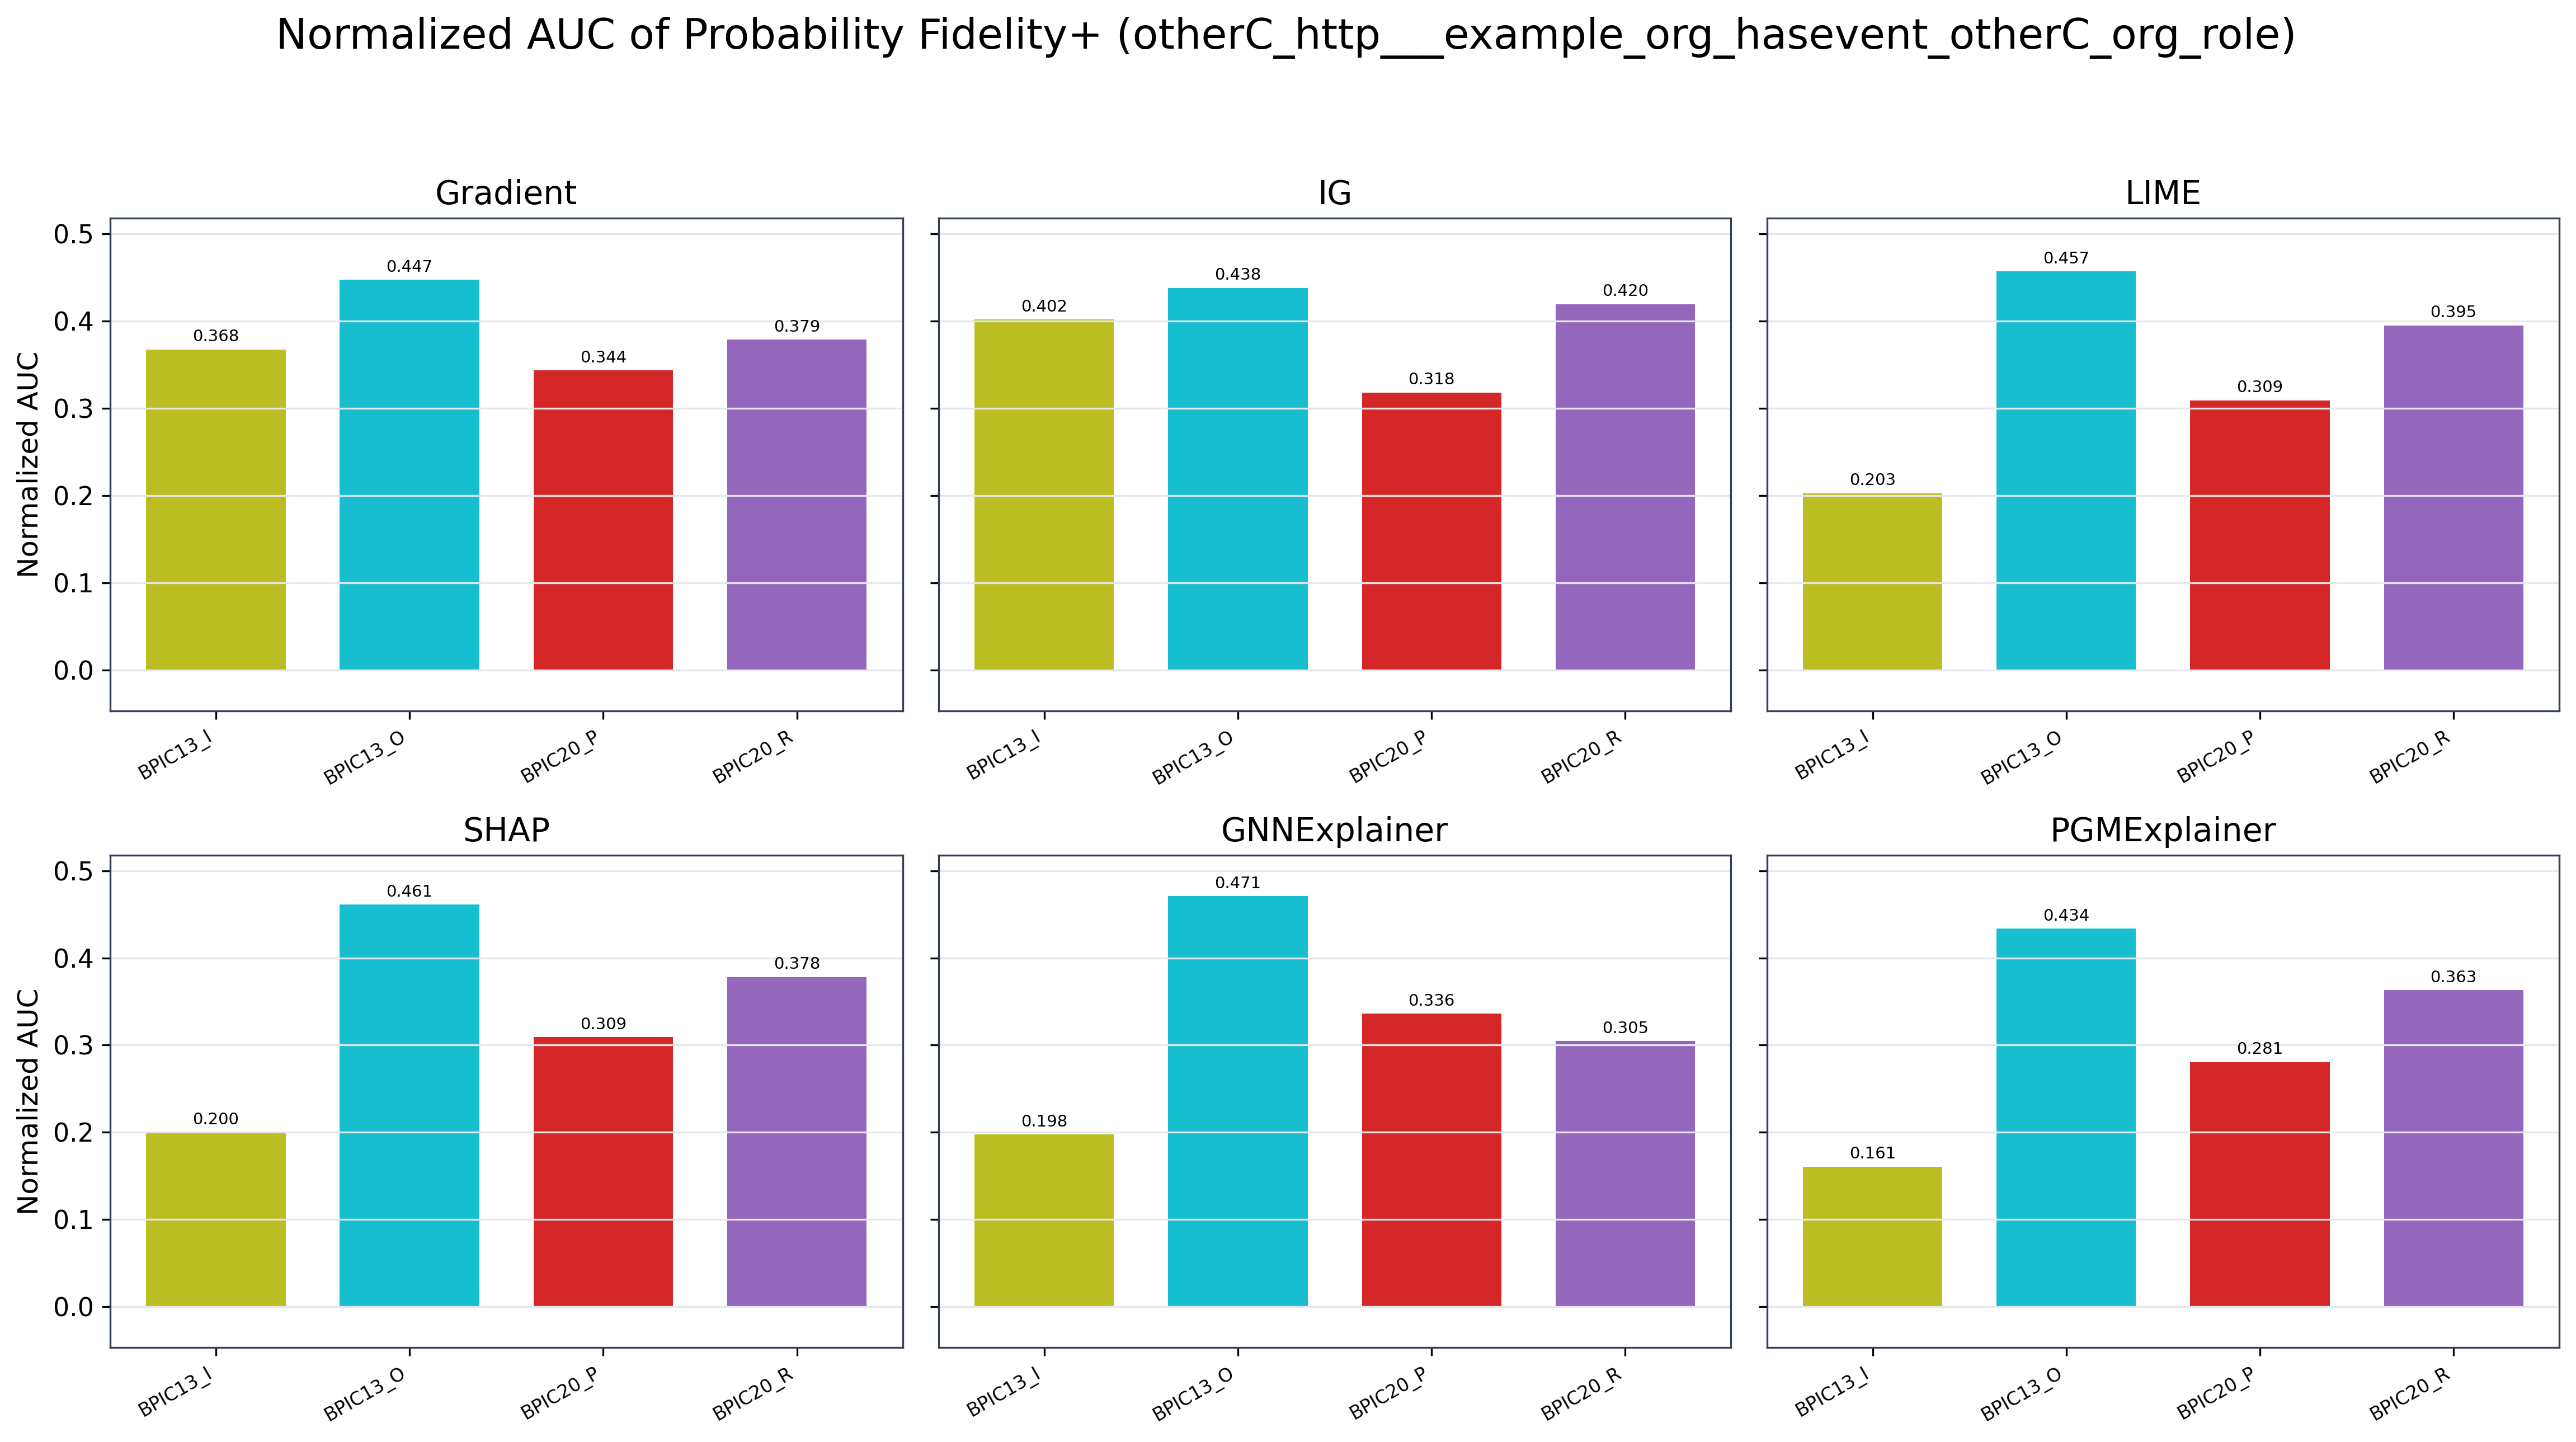 Normalized AUC of Probability Fidelity+ (otherC_http___example_org_hasevent_otherC_org_role)
Gradient
IG
LIME
Normalized AUC
0.5
0.4
0.3
0.2
0.1
0.0
0.368
0.447
0.344
0.379
0.402
0.438
0.318
0.420
0.203
0.457
0.309
0.395
BPIC13_I
BPIC13_O
BPIC20_P
BPIC20_R
BPIC13_I
BPIC13_O
BPIC20_P
BPIC20_R
BPIC13_I
BPIC13_O
BPIC20_P
BPIC20_R
SHAP
GNNExplainer
PGMExplainer
Normalized AUC
0.5
0.4
0.3
0.2
0.1
0.0
0.200
0.461
0.309
0.378
0.198
0.471
0.336
0.305
0.161
0.434
0.281
0.363
BPIC13_I
BPIC13_O
BPIC20_P
BPIC20_R
BPIC13_I
BPIC13_O
BPIC20_P
BPIC20_R
BPIC13_I
BPIC13_O
BPIC20_P
BPIC20_R